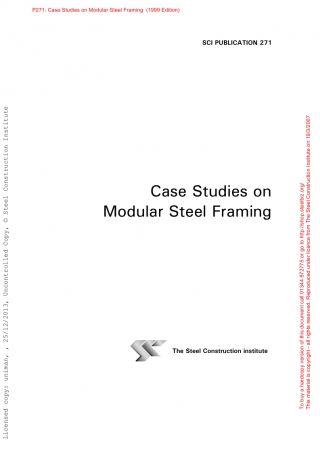 P271: Case Studies on Modular Steel Framing (1999 Edition)
SCI PUBLICATION 271
Case Studies on
Modular Steel Framing
The Steel Construction institute
licensed copy: uniman, , 25/12/2013, Uncontrolled Copy, © Steel Construction Institute
To buy a hardcopy version of this document call 01344 872775 or go to http://shop.steelbiz.org/
This material is copyright - all rights reserved. Reproduced under licence from The Steel Construction Institute on 19/3/2007